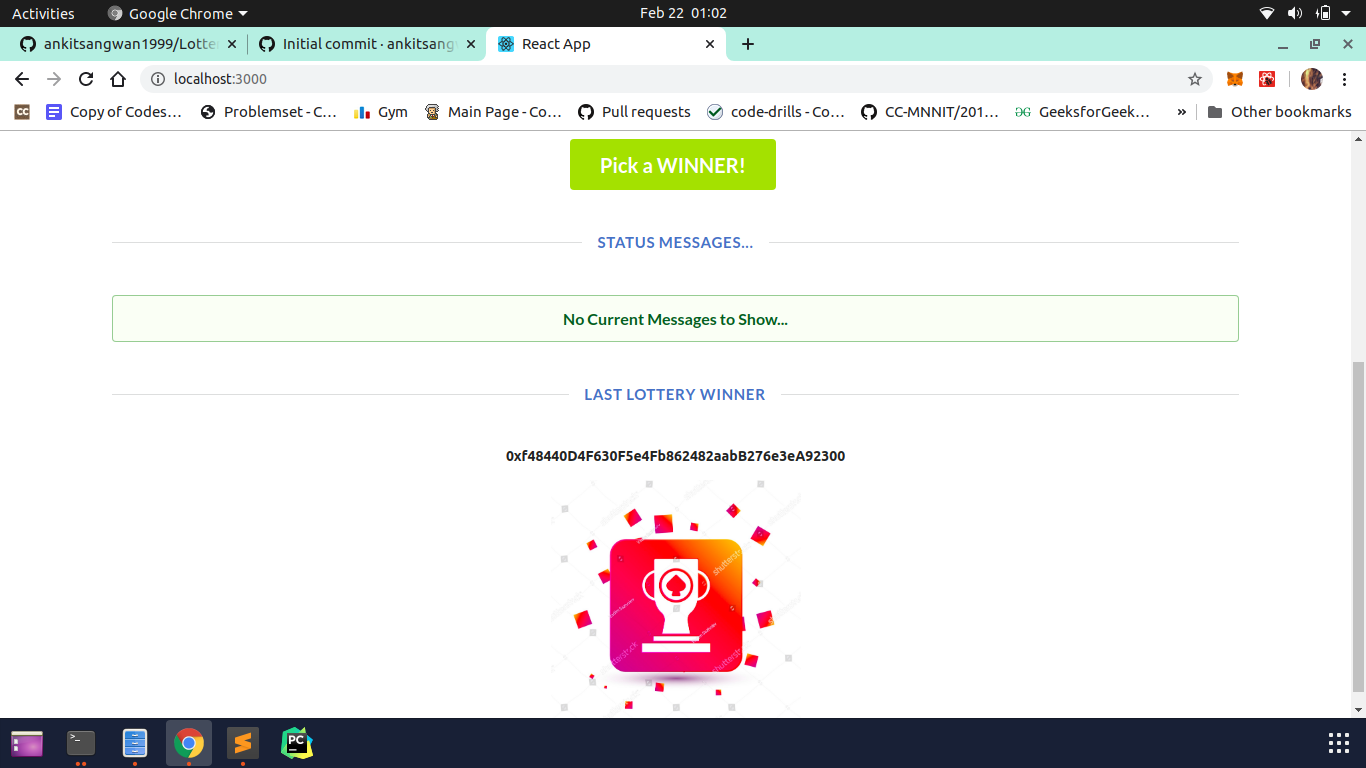 Activities
Google Chrome
Feb 22 01:02
ankitsangwan1999/Lotte
Initial commit · ankitsang
React App
localhost:3000
CC
Copy of Codes...
Problemset - C...
Gym
Main Page - Co...
Pull requests
code-drills - Co...
CC-MNNIT/201...
GeeksforGeek...
»
Other bookmarks
Pick a WINNER!
STATUS MESSAGES...
No Current Messages to Show...
LAST LOTTERY WINNER
0xf48440D4F630F5e4Fb862482aabB276e3eA92300
shutterstock
PC